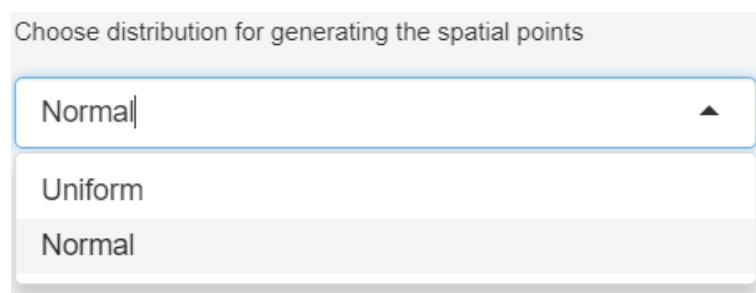 Choose distribution for generating the spatial points
Normal
Uniform
Normal